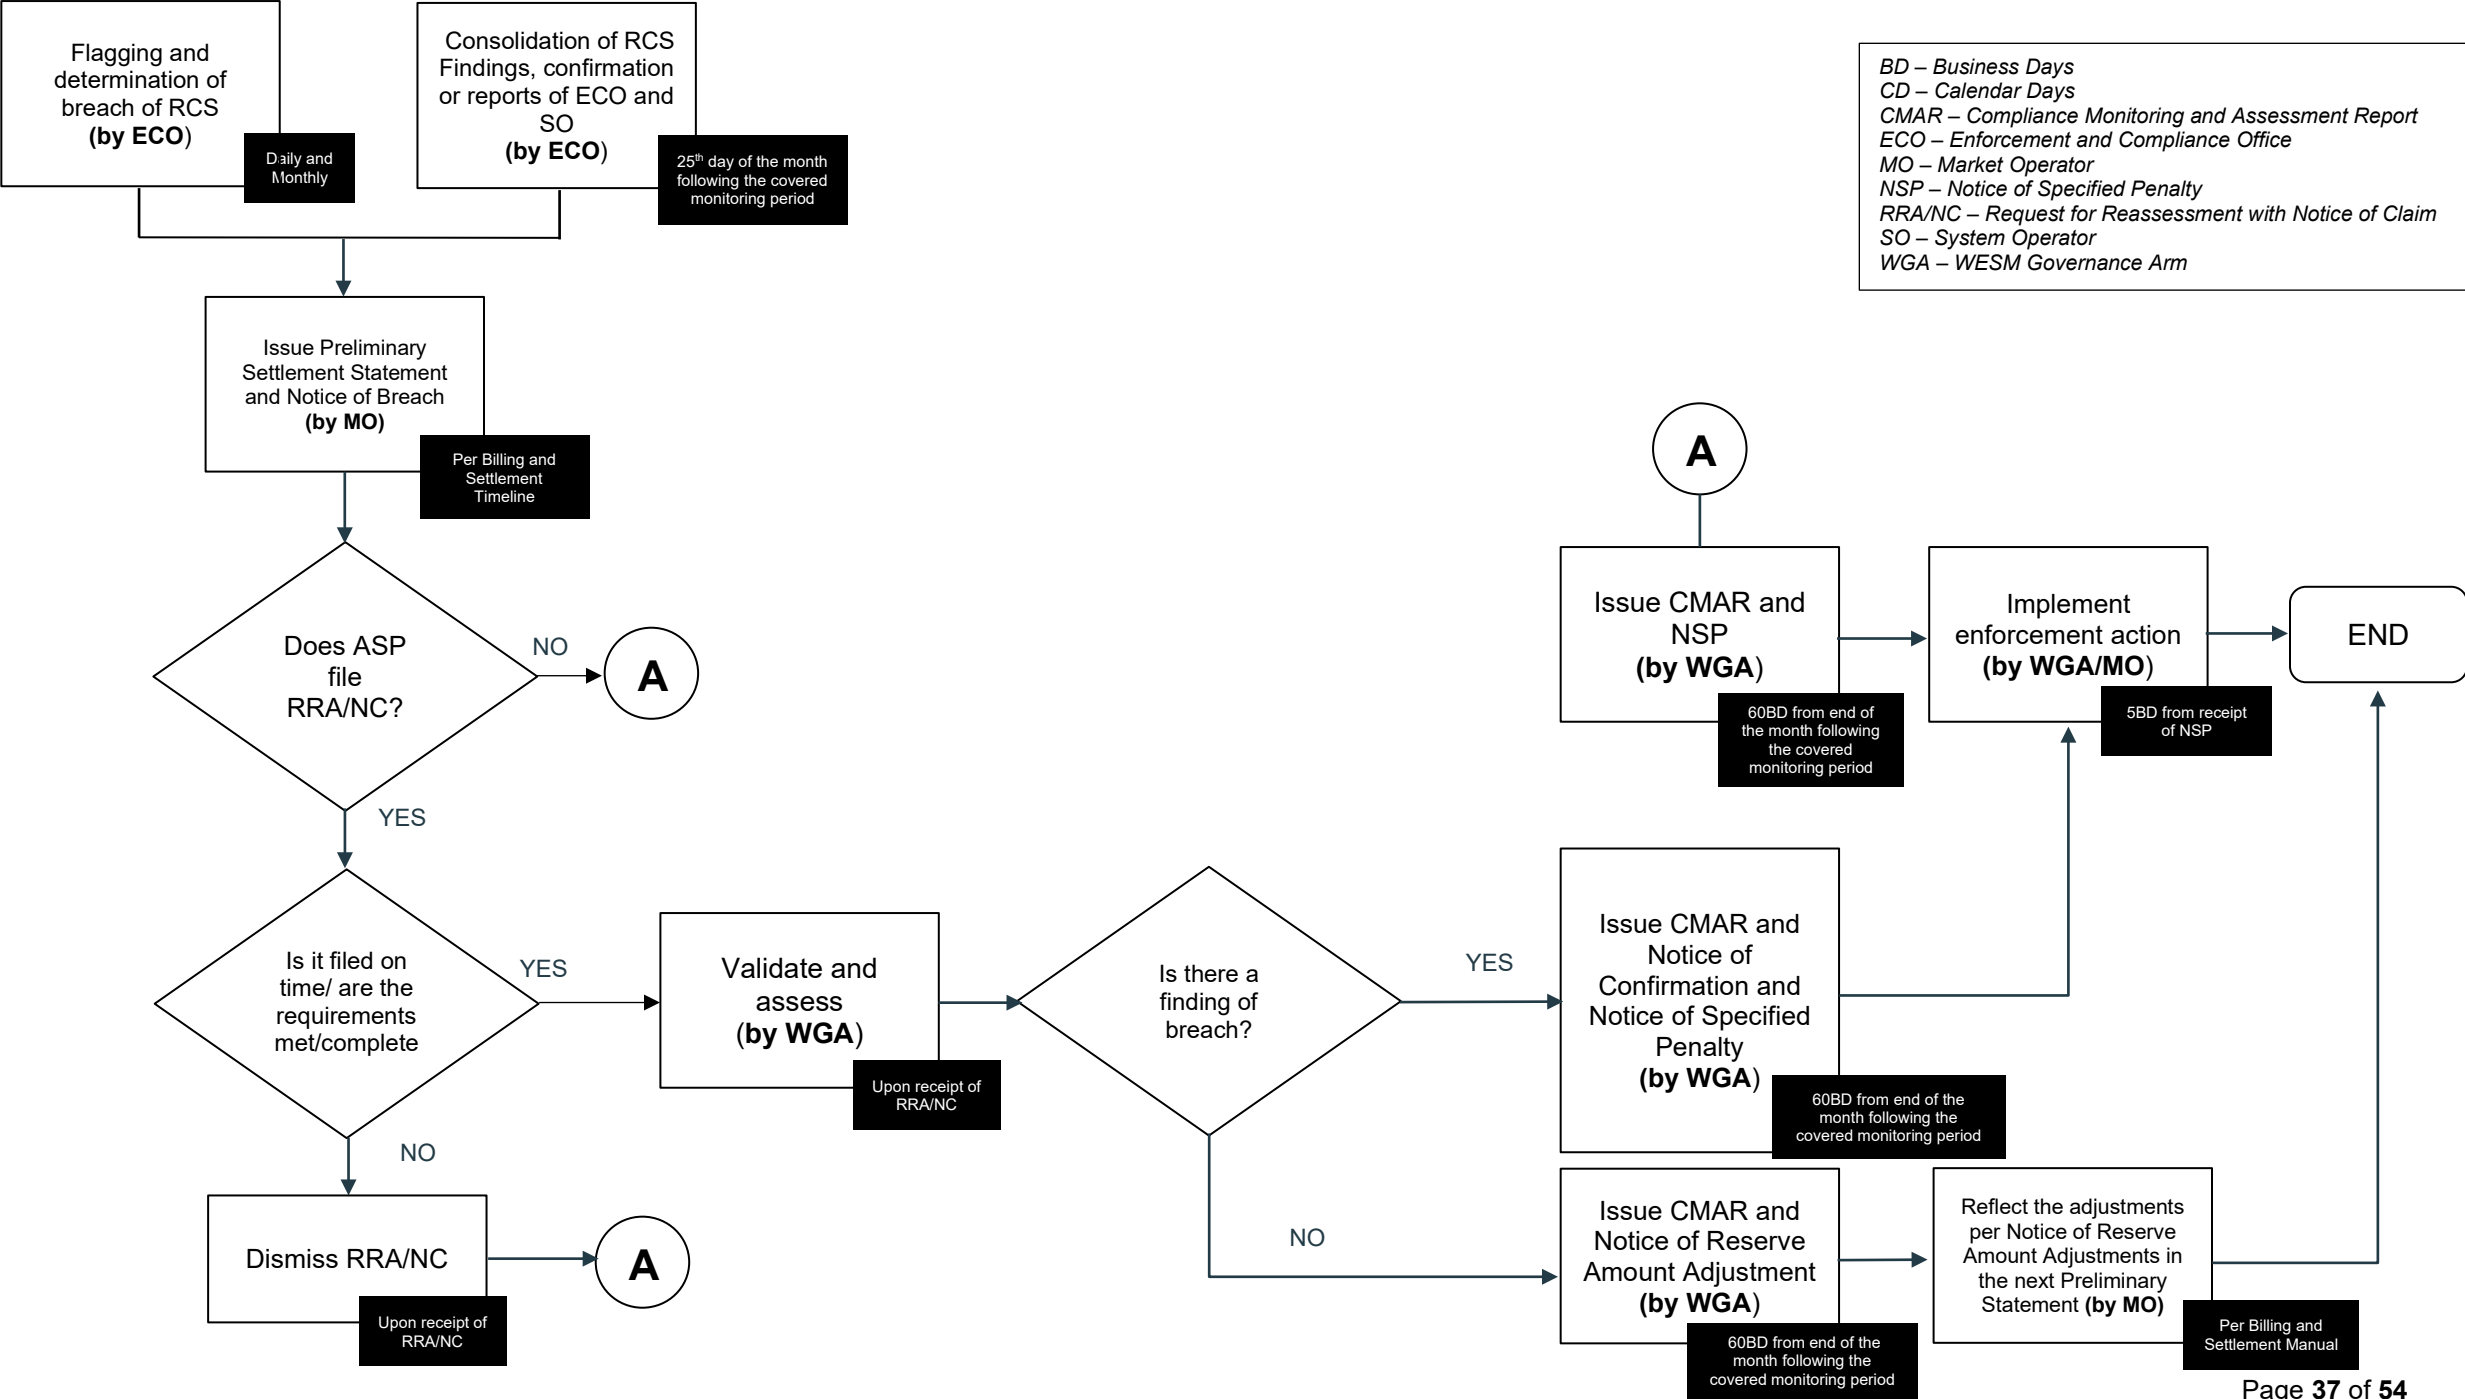 Flagging and
determination of
breach of RCS
(by ECO)
Daily and
Monthly
Consolidation of RCS
Findings, confirmation
or reports of ECO and
SO
(by ECO)
25th day of the month
following the covered
monitoring period
BD – Business Days
CD – Calendar Days
CMAR – Compliance Monitoring and Assessment Report
ECO – Enforcement and Compliance Office
MO – Market Operator
NSP – Notice of Specified Penalty
RRA/NC – Request for Reassessment with Notice of Claim
SO – System Operator
WGA – WESM Governance Arm
Issue Preliminary
Settlement Statement
and Notice of Breach
(by MO)
Per Billing and
Settlement
Timeline
Does ASP
file
RRA/NC?
NO
A
YES
A
Issue CMAR and
NSP
(by WGA)
60BD from end of
the month following
the covered
monitoring period
Implement
enforcement action
(by WGA/MO)
5BD from receipt
of NSP
END
Is it filed on
time/ are the
requirements
met/complete
YES
Validate and
assess
(by WGA)
Upon receipt of
RRA/NC
Is there a
finding of
breach?
YES
Issue CMAR and
Notice of
Confirmation and
Notice of Specified
Penalty
(by WGA)
60BD from end of the
month following the
covered monitoring period
NO
Dismiss RRA/NC
Upon receipt of
RRA/NC
A
NO
Issue CMAR and
Notice of Reserve
Amount Adjustment
(by WGA)
60BD from end of the
month following the
covered monitoring period
Reflect the adjustments
per Notice of Reserve
Amount Adjustments in
the next Preliminary
Statement (by MO)
Per Billing and
Settlement Manual
Page 37 of 54